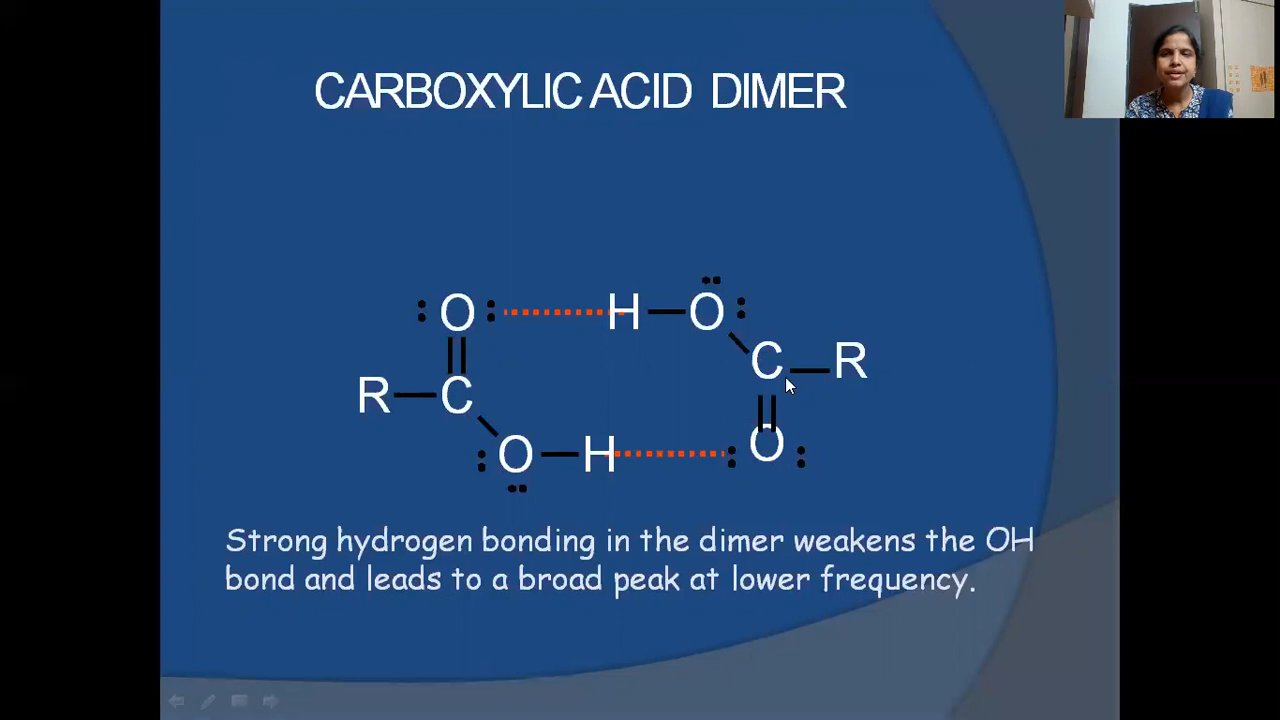 CARBOXYLIC ACID DIMER
O H O
C R
R C
O H O
Strong hydrogen bonding in the dimer weakens the OH
bond and leads to a broad peak at lower frequency.